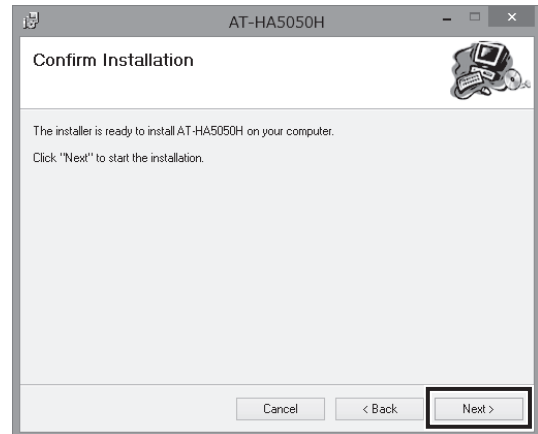 AT-HA5050H
Confirm Installation
The installer is ready to install AT-HA5050H on your computer.
Click "Next" to start the installation.
Cancel
< Back
Next >